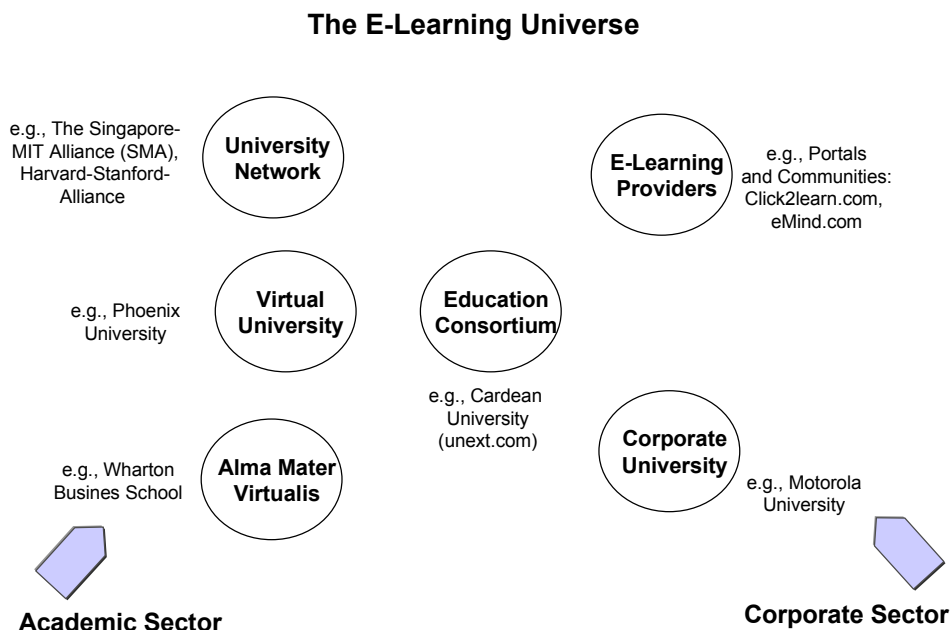 The E-Learning Universe
e.g., The Singapore-
MIT Alliance (SMA),
Harvard-Stanford-
Alliance
University
Network
E-Learning
Providers
e.g., Portals
and Communities:
Click2learn.com,
eMind.com
e.g., Phoenix
University
Virtual
University
Education
Consortium
e.g., Cardean
University
(unext.com)
e.g., Wharton
Busines School
Alma Mater
Virtualis
Corporate
University
e.g., Motorola
University
Academic Sector
Corporate Sector